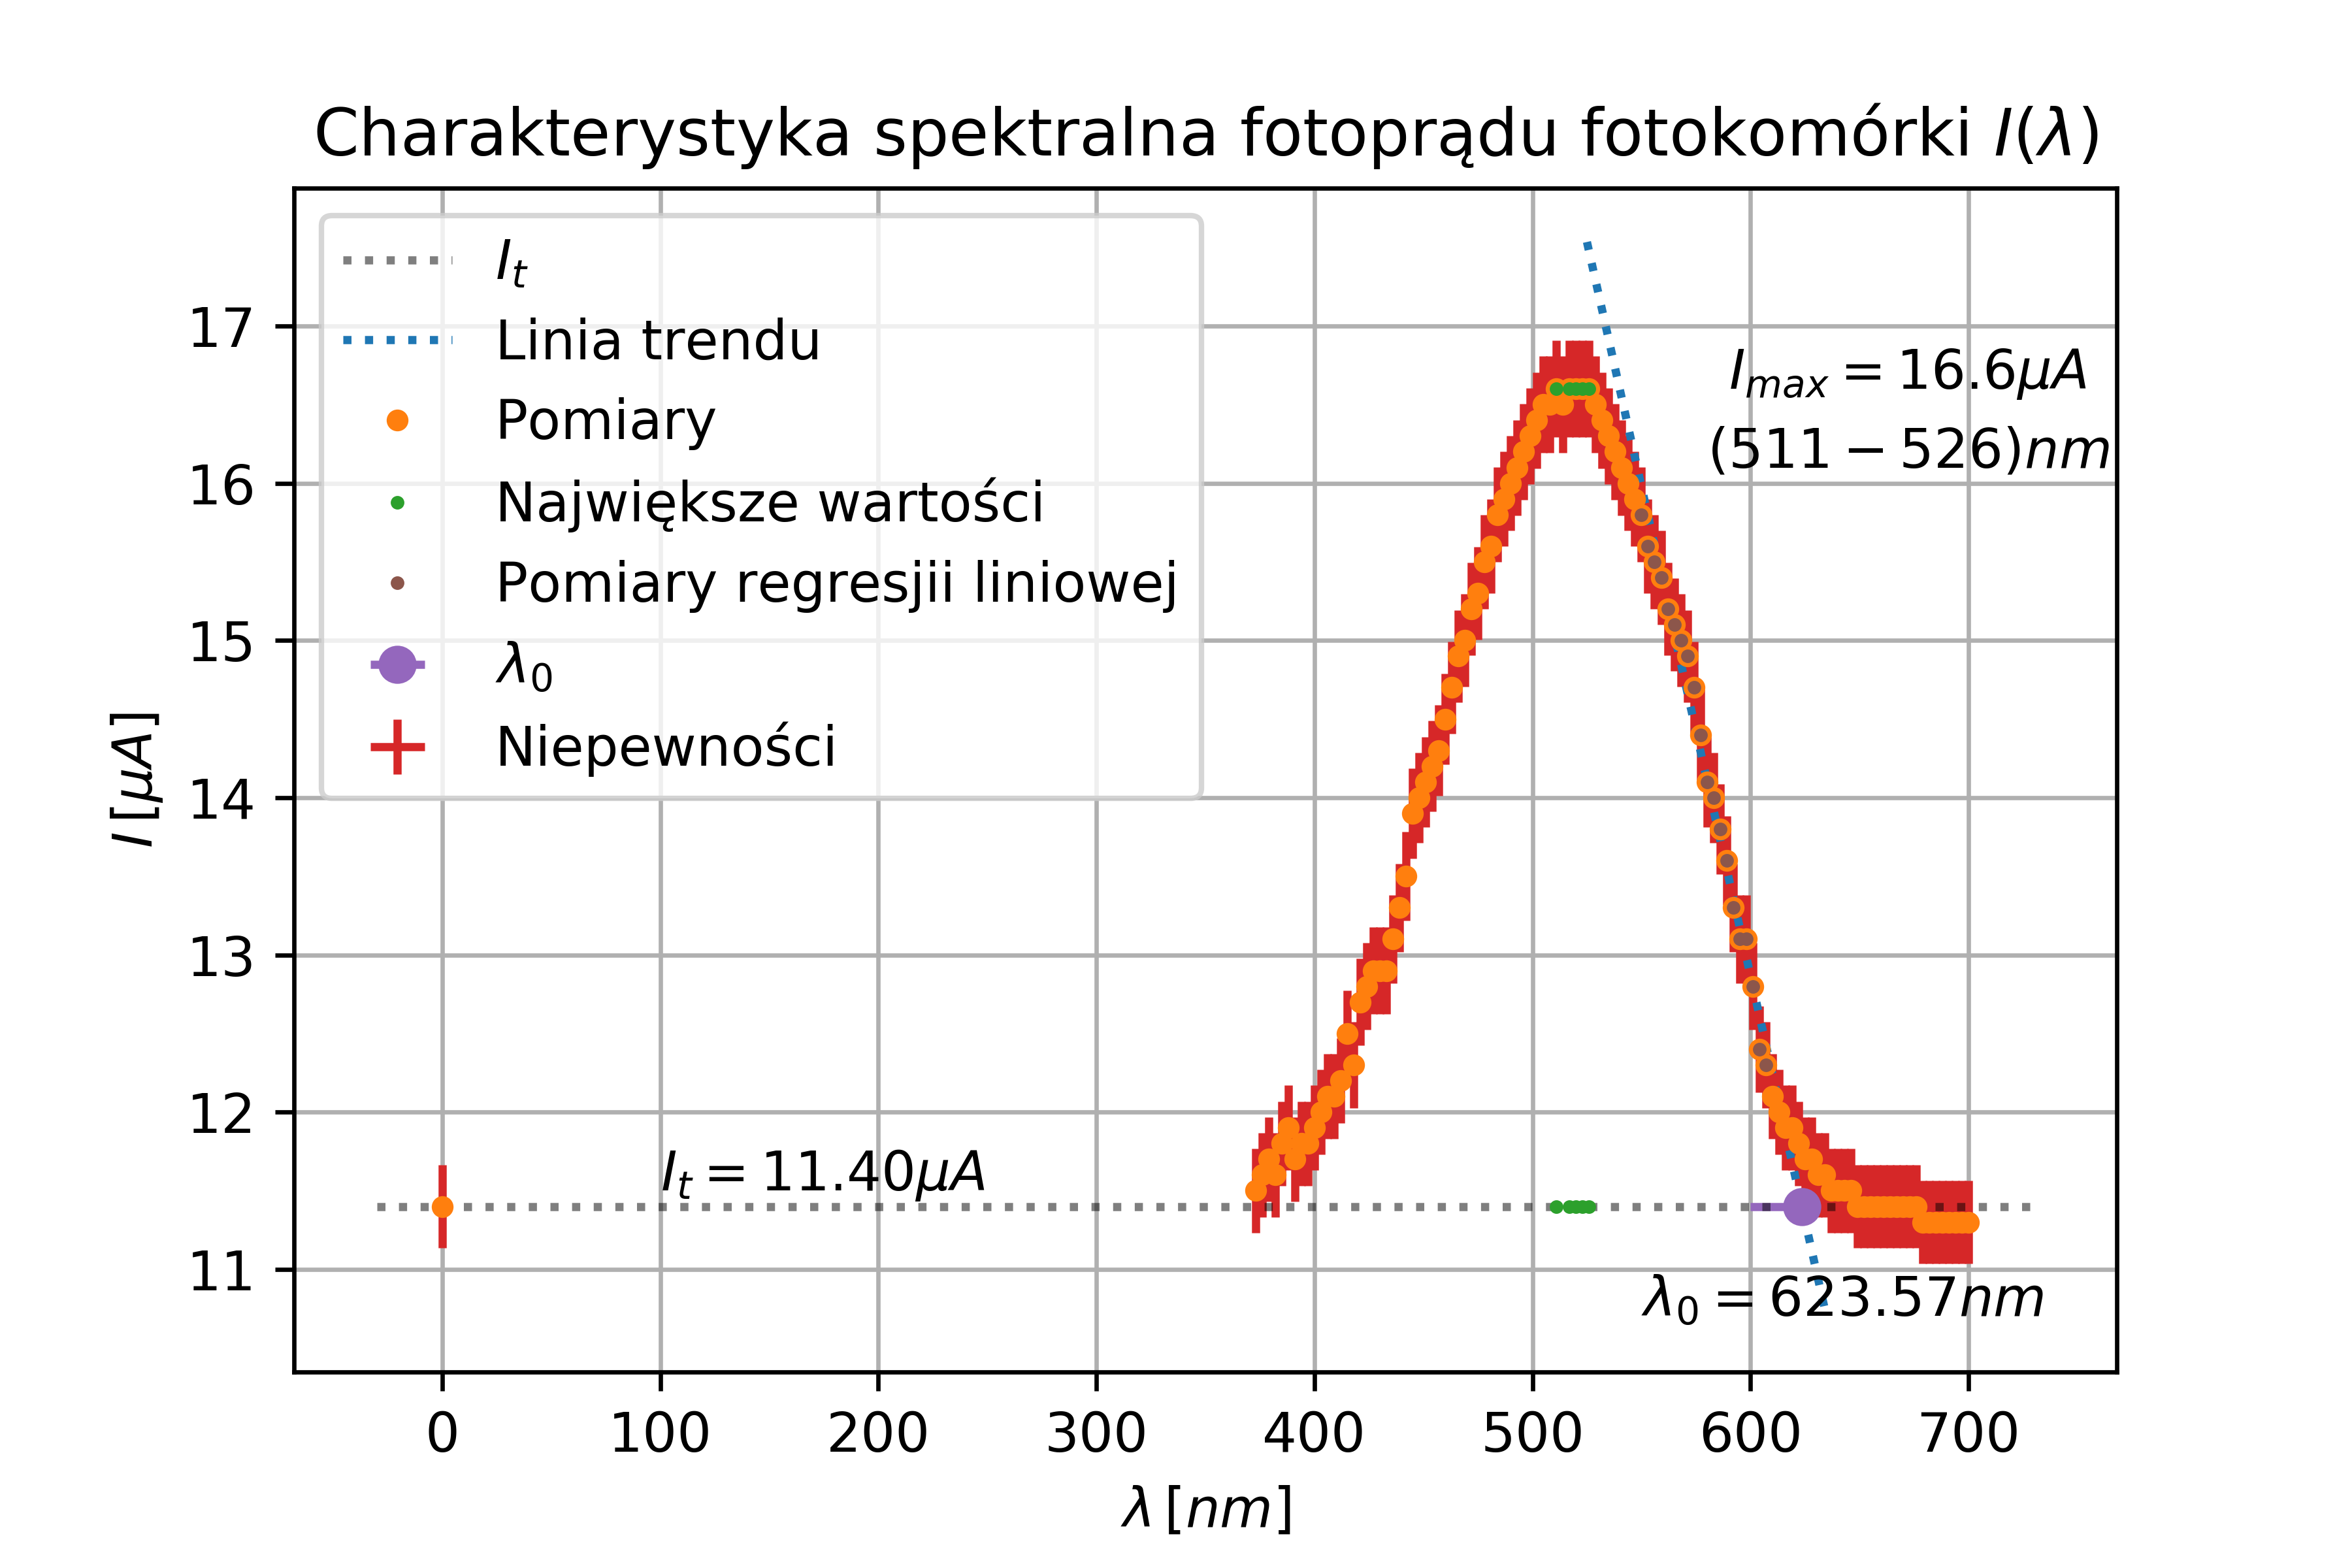 Charakterystyka spektralna fotoprądu fotokomórki I(λ)
I_t
Linia trendu
Pomiary
Największe wartości
Pomiary regresjii liniowej
λ_0
Niepewności
I_max = 16.6μA
(511 − 526)nm
I_t = 11.40μA
λ_0 = 623.57nm
17
16
15
14
13
12
11
I [μA]
0 100 200 300 400 500 600 700
λ [nm]